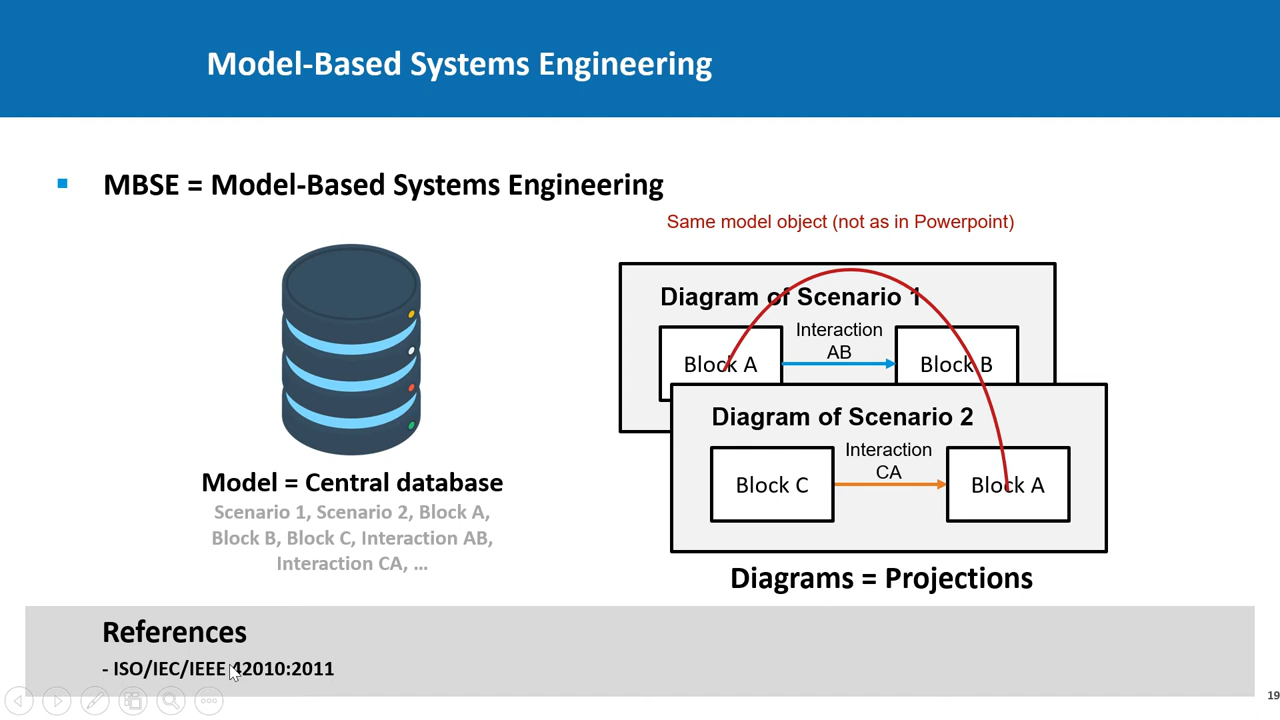 Model-Based Systems Engineering
MBSE = Model-Based Systems Engineering
Same model object (not as in Powerpoint)
Diagram of Scenario 1
Interaction
AB
Block A
Block B
Diagram of Scenario 2
Interaction
CA
Block C
Block A
Model = Central database
Scenario 1, Scenario 2, Block A,
Block B, Block C, Interaction AB,
Interaction CA, …
Diagrams = Projections
References
- ISO/IEC/IEEE 42010:2011
19